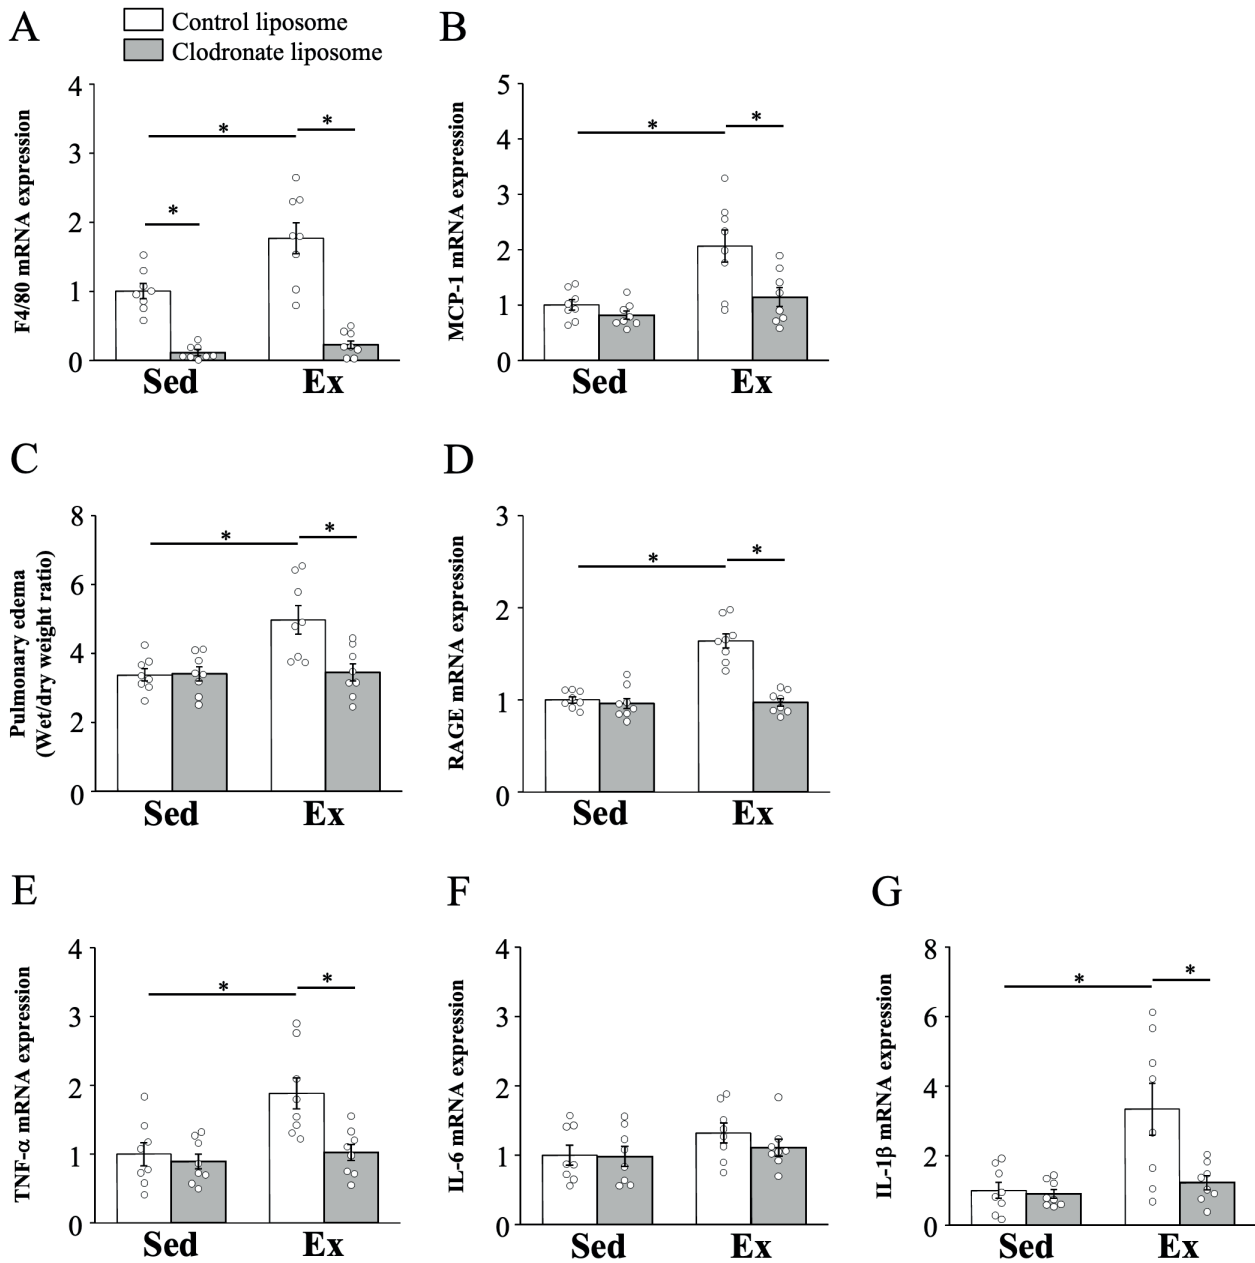 A
Control liposome
Clodronate liposome
F4/80 mRNA expression
4
3
2
1
0
*
*
*
Sed
Ex
B
MCP-1 mRNA expression
5
4
3
2
1
0
*
*
Sed
Ex
C
Pulmonary edema
(Wet/dry weight ratio)
8
6
4
2
0
*
*
Sed
Ex
D
RAGE mRNA expression
3
2
1
0
*
*
Sed
Ex
E
TNF-α mRNA expression
4
3
2
1
0
*
*
Sed
Ex
F
IL-6 mRNA expression
4
3
2
1
0
Sed
Ex
G
IL-1β mRNA expression
8
6
4
2
0
*
*
Sed
Ex